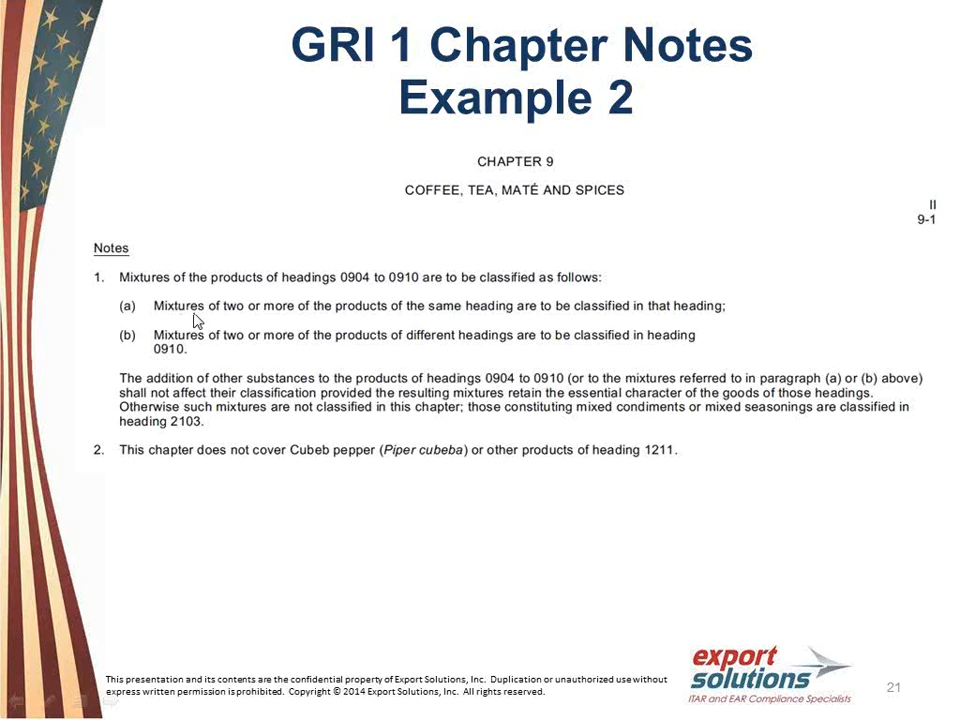 GRI 1 Chapter Notes
Example 2
CHAPTER 9
COFFEE, TEA, MATÉ AND SPICES
II
9-1
Notes
1. Mixtures of the products of headings 0904 to 0910 are to be classified as follows:
(a) Mixtures of two or more of the products of the same heading are to be classified in that heading;
(b) Mixtures of two or more of the products of different headings are to be classified in heading
0910.
The addition of other substances to the products of headings 0904 to 0910 (or to the mixtures referred to in paragraph (a) or (b) above)
shall not affect their classification provided the resulting mixtures retain the essential character of the goods of those headings.
Otherwise such mixtures are not classified in this chapter; those constituting mixed condiments or mixed seasonings are classified in
heading 2103.
2. This chapter does not cover Cubeb pepper (Piper cubeba) or other products of heading 1211.
This presentation and its contents are the confidential property of Export Solutions, Inc. Duplication or unauthorized use without
express written permission is prohibited. Copyright © 2014 Export Solutions, Inc. All rights reserved.
export
solutions
ITAR and EAR Compliance Specialists
21